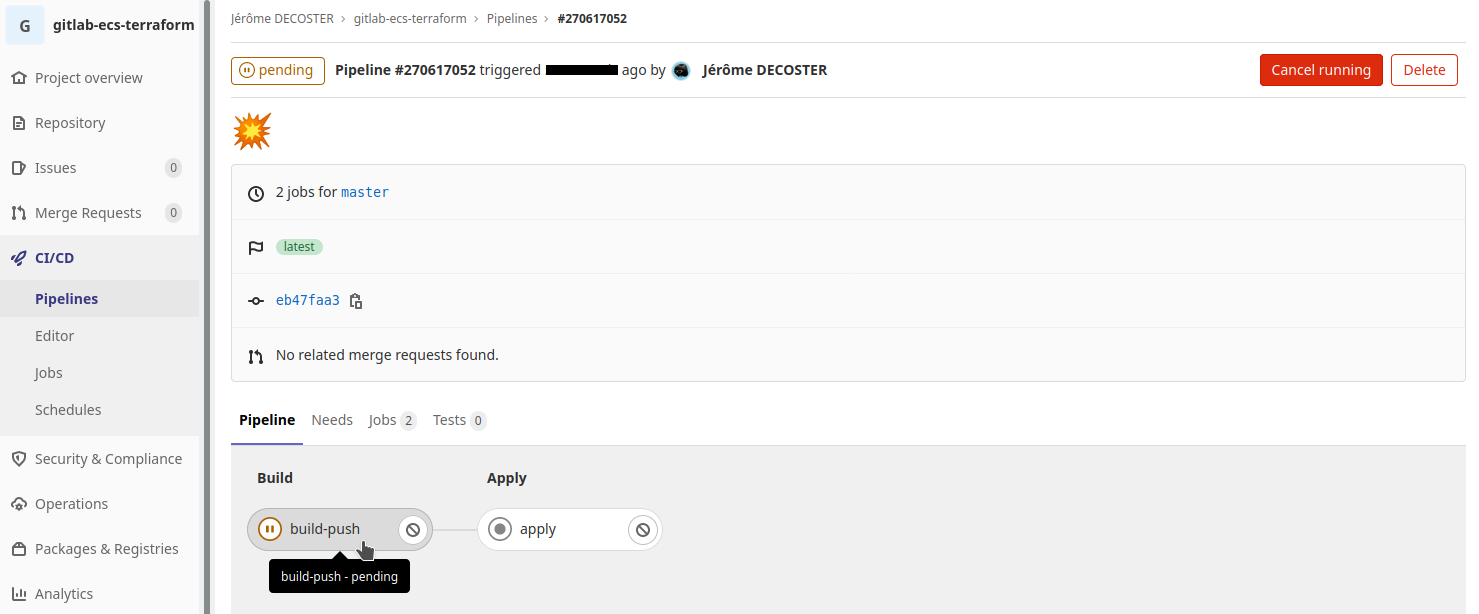 G gitlab-ecs-terraform
Project overview
Repository
Issues 0
Merge Requests 0
CI/CD
Pipelines
Editor
Jobs
Schedules
Security & Compliance
Operations
Packages & Registries
Analytics
Jérôme DECOSTER › gitlab-ecs-terraform › Pipelines › #270617052
pending Pipeline #270617052 triggered ago by Jérôme DECOSTER Cancel running Delete
2 jobs for master
latest
eb47faa3
No related merge requests found.
Pipeline Needs Jobs 2 Tests 0
Build Apply
build-push apply
build-push - pending